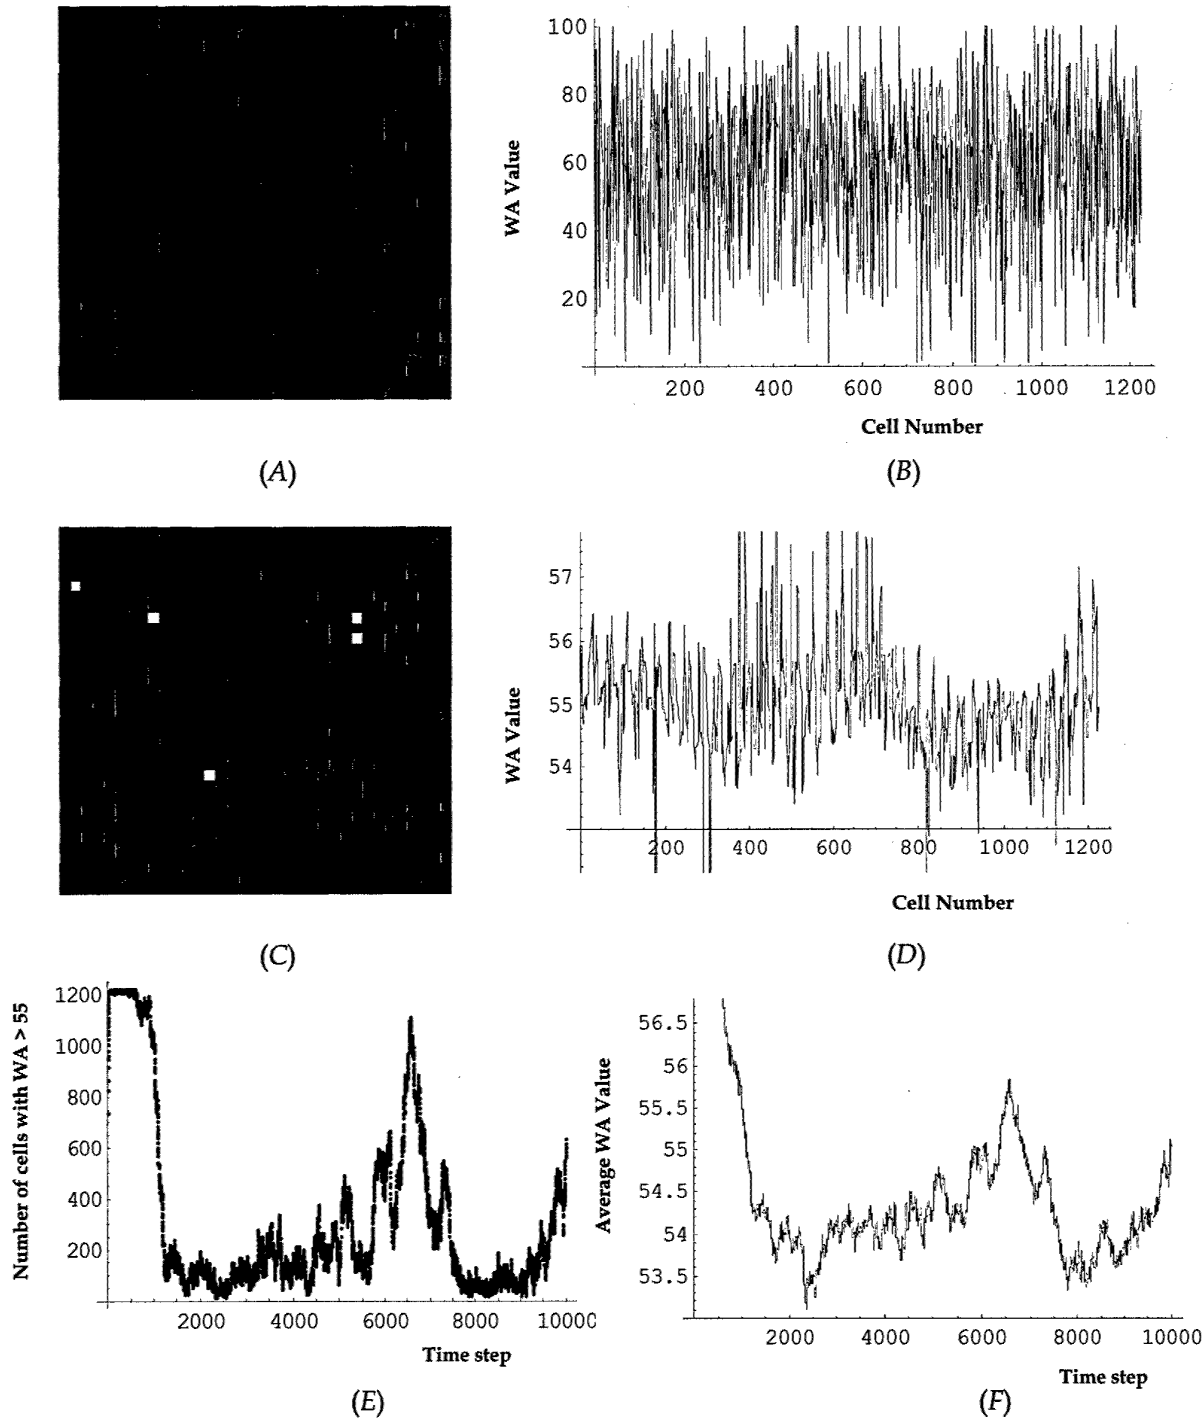 100
80
60
40
20
WA Value
200 400 600 800 1000 1200
Cell Number
(A)
(B)
57
56
55
54
WA Value
200 400 600 800 1000 1200
Cell Number
(C)
(D)
1200
1000
800
600
400
200
Number of cells with WA > 55
2000 4000 6000 8000 10000
Time step
(E)
56.5
56
55.5
55
54.5
54
53.5
Average WA Value
2000 4000 6000 8000 10000
Time step
(F)